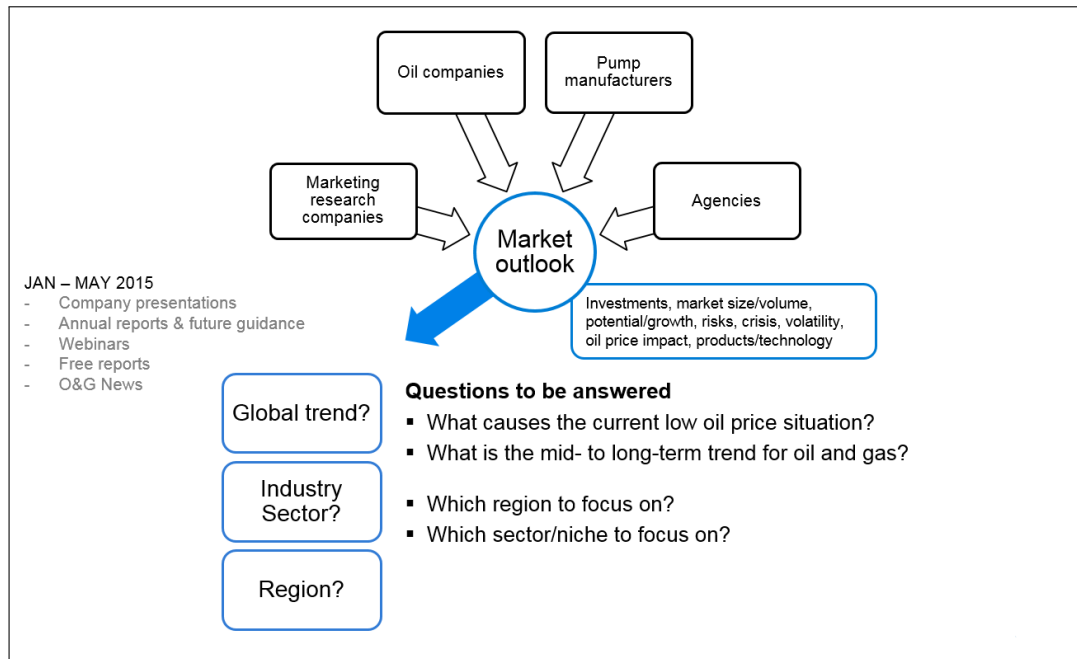 Oil companies
Pump
manufacturers
Marketing
research
companies
Agencies
Market
outlook
JAN – MAY 2015
- Company presentations
- Annual reports & future guidance
- Webinars
- Free reports
- O&G News
Investments, market size/volume,
potential/growth, risks, crisis, volatility,
oil price impact, products/technology
Global trend?
Industry
Sector?
Region?
Questions to be answered
▪ What causes the current low oil price situation?
▪ What is the mid- to long-term trend for oil and gas?
▪ Which region to focus on?
▪ Which sector/niche to focus on?